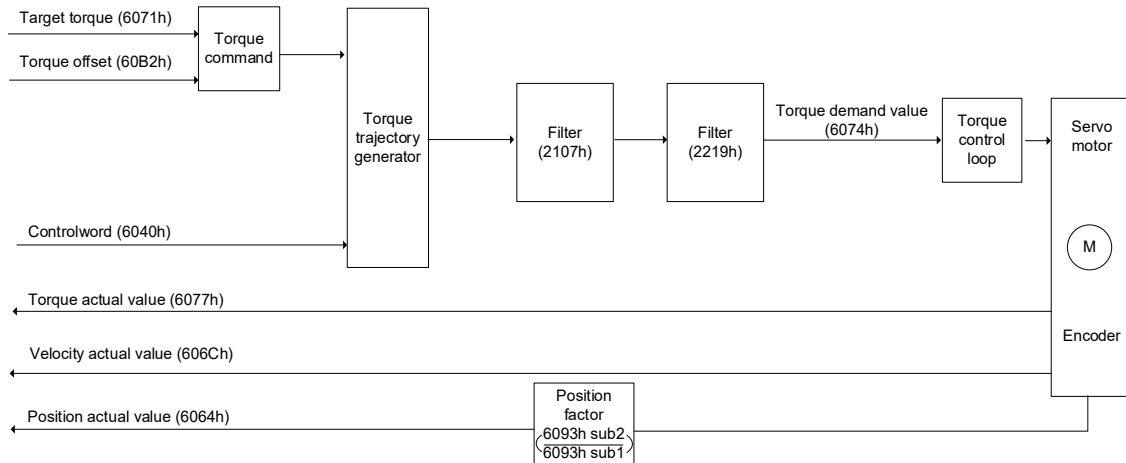 Target torque (6071h)
Torque offset (60B2h)
Torque
command
Torque
trajectory
generator
Controlword (6040h)
Filter
(2107h)
Filter
(2219h)
Torque demand value
(6074h)
Torque
control
loop
Servo
motor
M
Encoder
Torque actual value (6077h)
Velocity actual value (606Ch)
Position actual value (6064h)
Position
factor
6093h sub2
6093h sub1